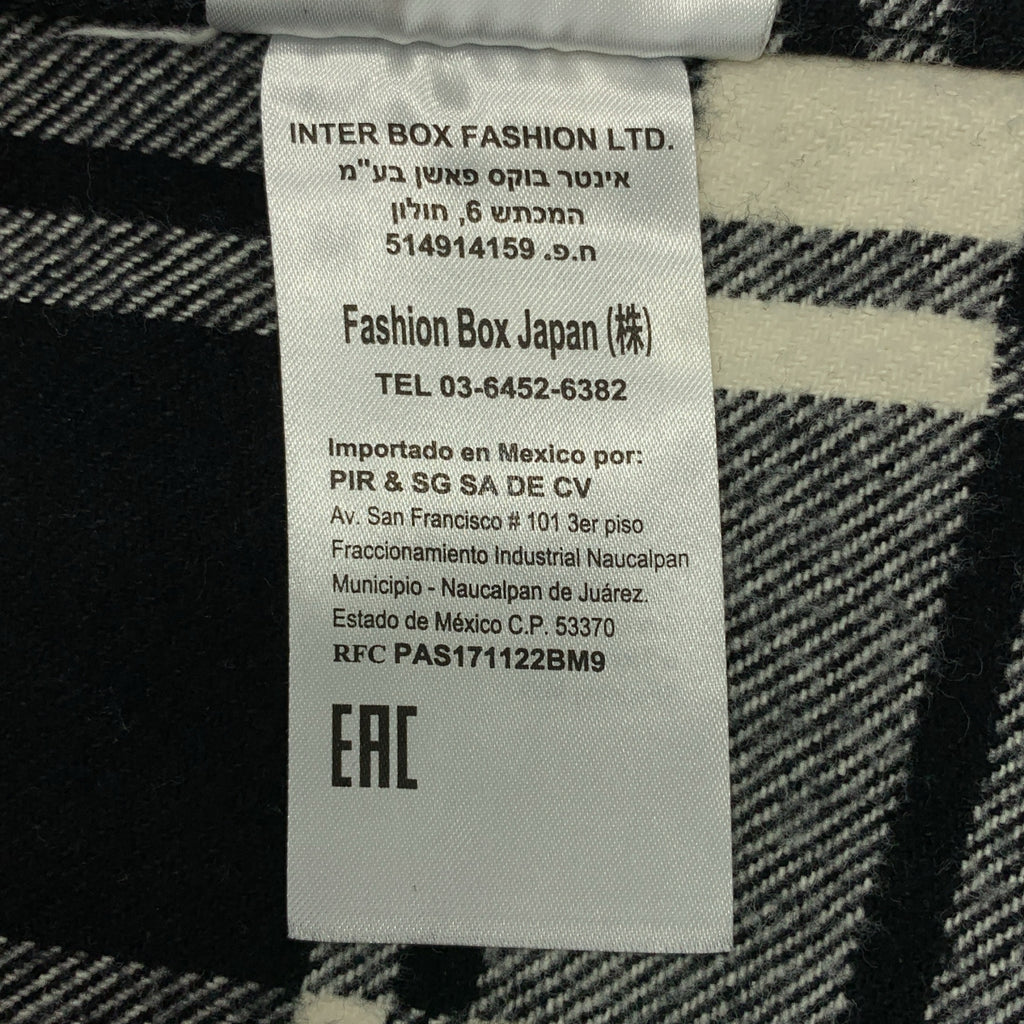 INTER BOX FASHION LTD.
אינטר בוקס פאשן בע"מ
המכתש 6, חולון
ח.פ. 514914159
Fashion Box Japan (株)
TEL 03-6452-6382
Importado en Mexico por:
PIR & SG SA DE CV
Av. San Francisco # 101 3er piso
Fraccionamiento Industrial Naucalpan
Municipio - Naucalpan de Juárez.
Estado de México C.P. 53370
RFC PAS171122BM9
EAC